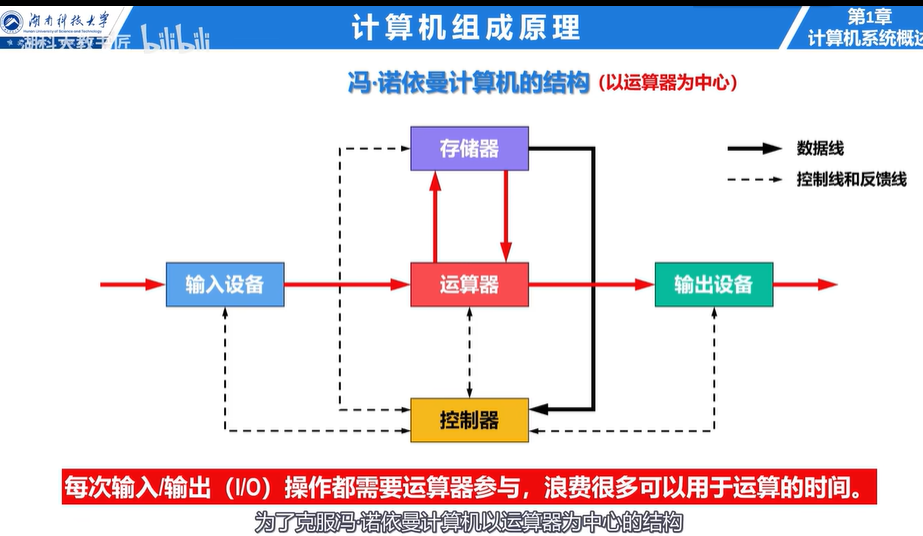 湖南科技大学
Hunan University of Science and Technology
湖科大教书匠 bilibili
计算机组成原理
第1章
计算机系统概述
冯·诺依曼计算机的结构（以运算器为中心）
存储器
数据线
控制线和反馈线
输入设备
运算器
输出设备
控制器
每次输入/输出（I/O）操作都需要运算器参与，浪费很多可以用于运算的时间。
为了克服冯·诺依曼计算机以运算器为中心的结构